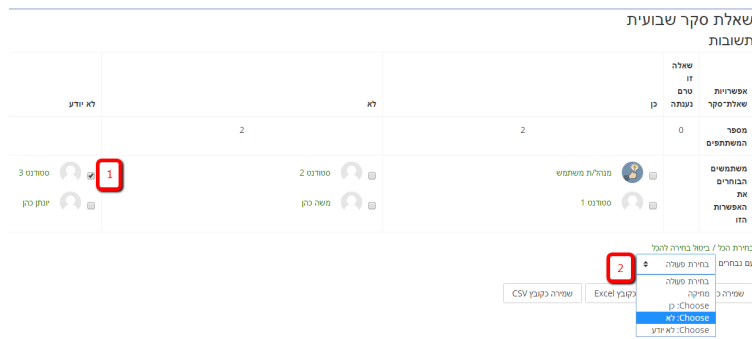 שאלת סקר שבועית
תשובות
אפשרויות שאלת־סקר
שאלה זו טרם נענתה
כן
לא
לא יודע
מספר המשתתפים
0
2
2
משתמשים הבוחרים את האפשרות הזו
מנהל/ת משתמש
סטודנט 2
1
סטודנט 3
סטודנט 1
משה כהן
יונתן כהן
בחירת הכל / ביטול בחירה להכל
עם נבחרים
בחירת פעולה
2
בחירת פעולה
מחיקה
Choose: כן
Choose: לא
Choose: לא יודע
שמירה כ
כקובץ Excel
שמירה כקובץ CSV